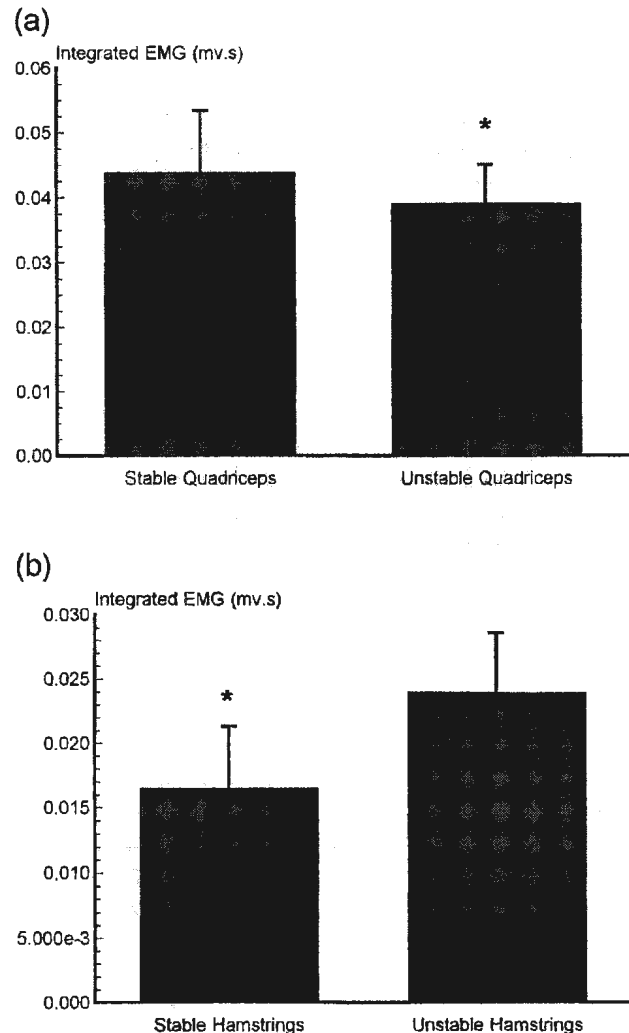 (a)
Integrated EMG (mv.s)
0.06
0.05
*
0.04
0.03
0.02
0.01
0.00
Stable Quadriceps Unstable Quadriceps
(b)
Integrated EMG (mv.s)
0.030
0.025
*
0.020
0.015
0.010
5.000e-3
0.000
Stable Hamstrings Unstable Hamstrings